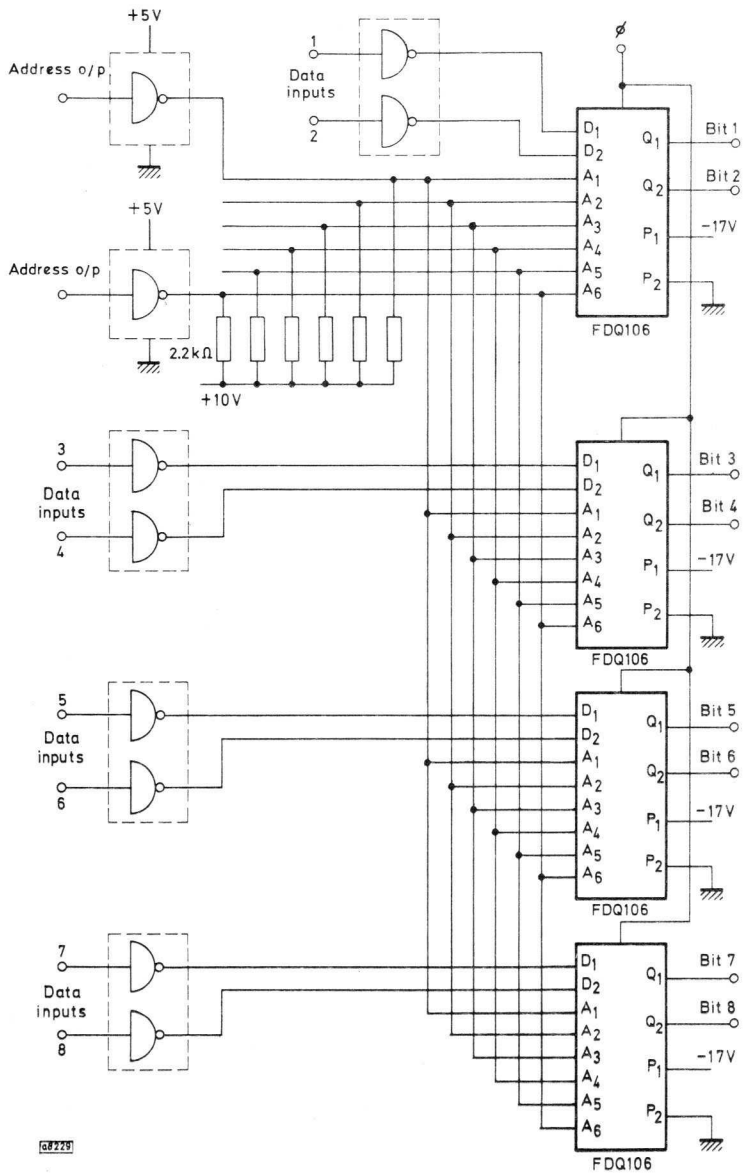 +5V
Address o/p
1
Data
inputs
2
ϕ
D1
D2
A1
A2
A3
A4
A5
A6
Q1
Q2
P1
P2
Bit 1
Bit 2
-17V
FDQ106
+5V
Address o/p
2.2kΩ
+10V
3
Data
inputs
4
D1
D2
A1
A2
A3
A4
A5
A6
Q1
Q2
P1
P2
Bit 3
Bit 4
-17V
FDQ106
5
Data
inputs
6
D1
D2
A1
A2
A3
A4
A5
A6
Q1
Q2
P1
P2
Bit 5
Bit 6
-17V
FDQ106
7
Data
inputs
8
D1
D2
A1
A2
A3
A4
A5
A6
Q1
Q2
P1
P2
Bit 7
Bit 8
-17V
FDQ106
a8229